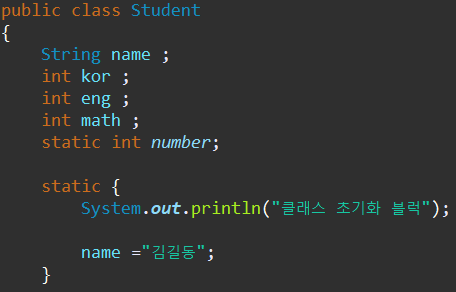 public class Student
{
String name ;
int kor ;
int eng ;
int math ;
static int number;
static {
System.out.println("클래스 초기화 블럭");
name ="김길동";
}